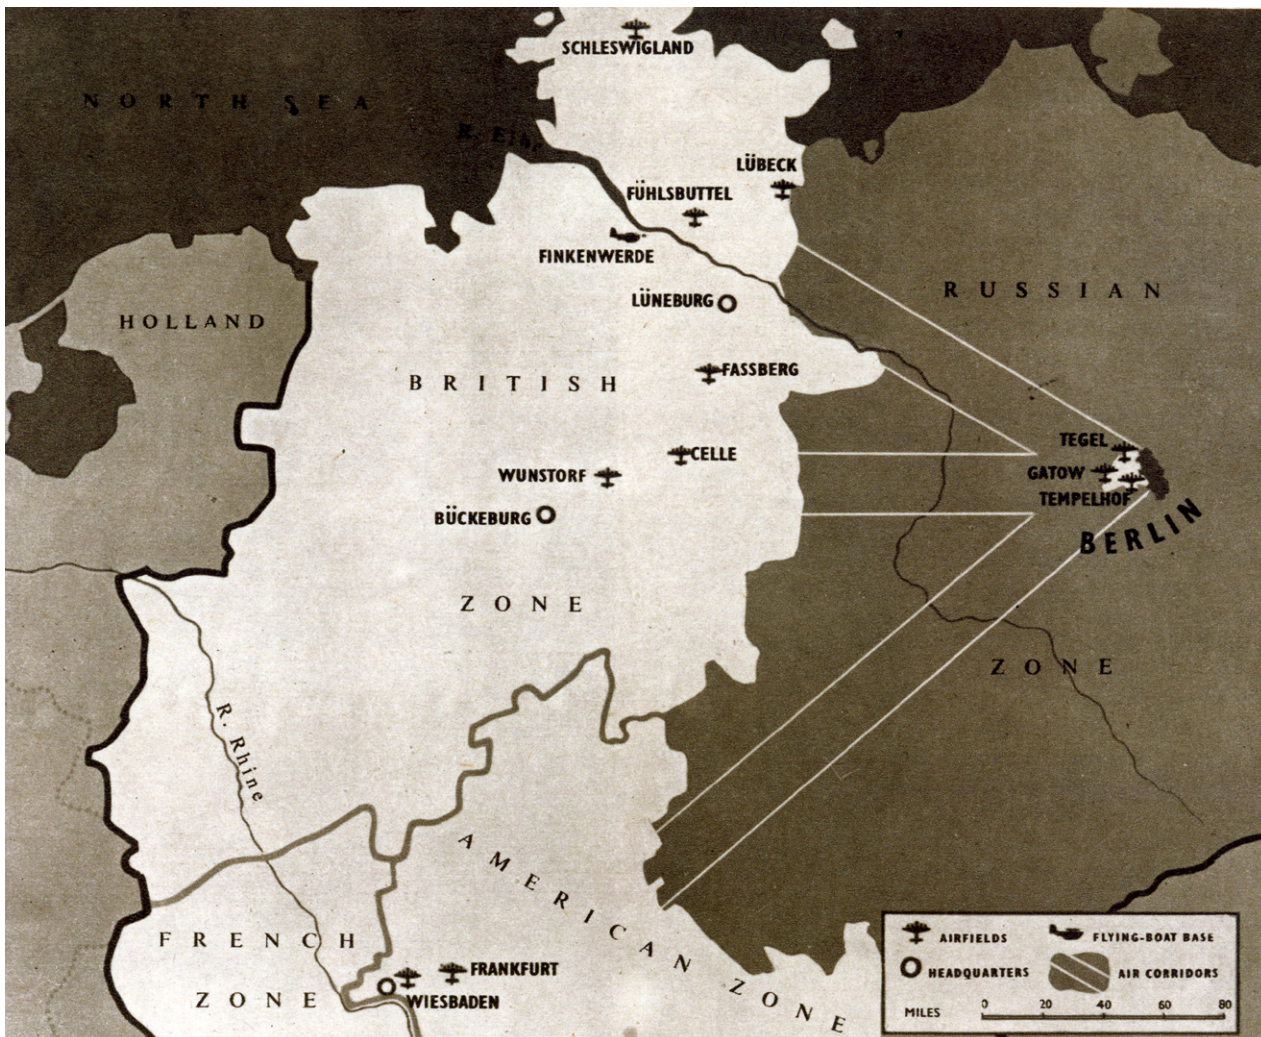 SCHLESWIGLAND
NORTH SEA
R. Elbe
LÜBECK
FÜHLSBUTTEL
FINKENWERDE
LÜNEBURG
RUSSIAN
HOLLAND
BRITISH
FASSBERG
TEGEL
CELLE
GATOW
WUNSTORF
TEMPELHOF
BÜCKEBURG
BERLIN
ZONE
ZONE
R. Rhine
AMERICAN ZONE
FRENCH
ZONE
FRANKFURT
WIESBADEN
AIRFIELDS
FLYING-BOAT BASE
HEADQUARTERS
AIR CORRIDORS
MILES
0 20 40 60 80